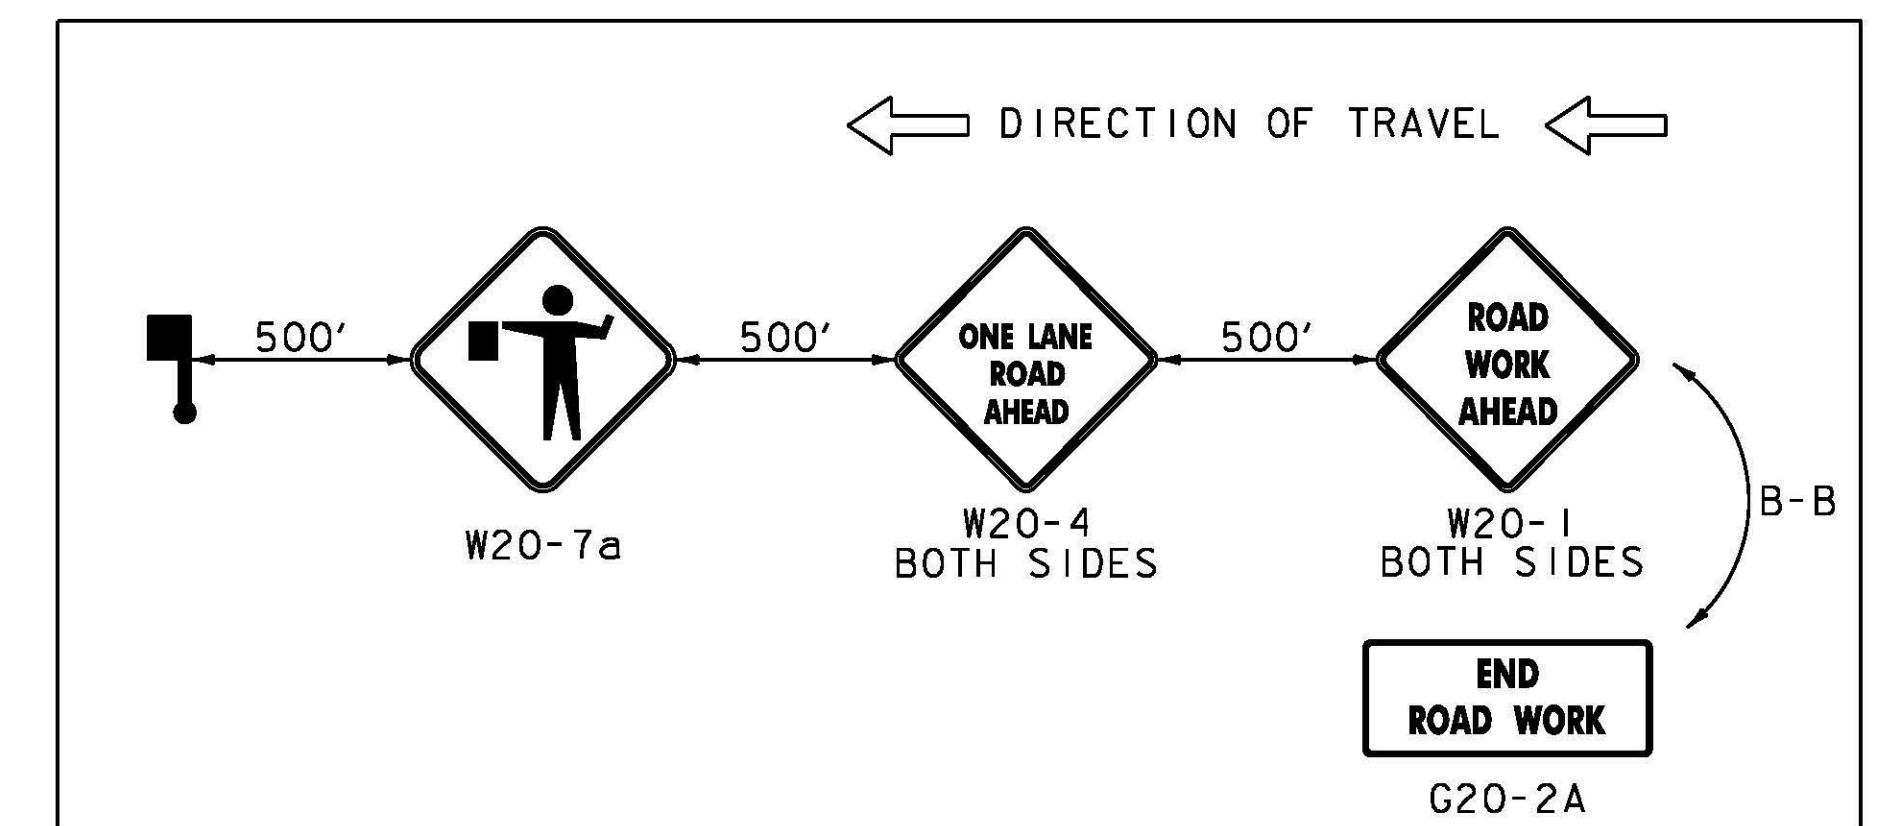 DIRECTION OF TRAVEL
500'
500'
500'
ONE LANE
ROAD
AHEAD
ROAD
WORK
AHEAD
W20-7a
W20-4
BOTH SIDES
W20-1
BOTH SIDES
B-B
END
ROAD WORK
G20-2A